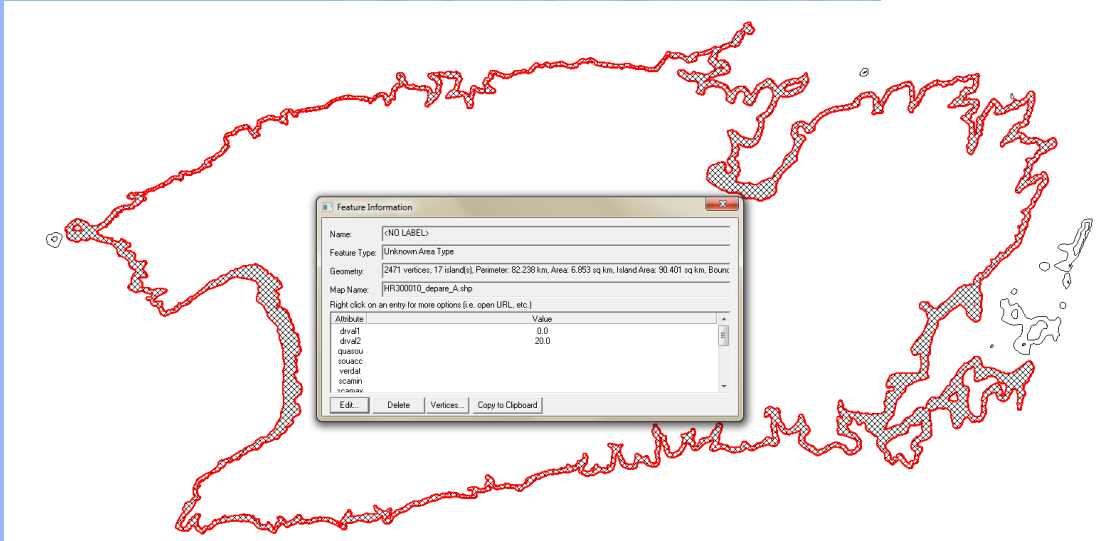 Feature Information
Name: <NO LABEL>
Feature Type: Unknown Area Type
Geometry: 2471 vertices, 17 island(s), Perimeter: 82.238 km, Area: 6.853 sq km, Island Area: 90.401 sq km, Bounc
Map Name: HR300010_depare_A.shp
Right click on an entry for more options (i.e. open URL, etc.)
Attribute Value
drval1 0.0
drval2 20.0
quasou
souacc
verdat
scamin
scamax
Edit... Delete Vertices... Copy to Clipboard